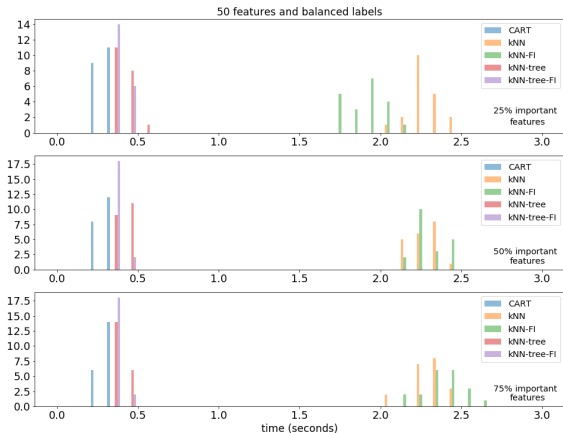 50 features and balanced labels
14
12
10
8
6
4
2
0
CART
kNN
kNN-FI
kNN-tree
kNN-tree-FI
25% important
features
0.0 0.5 1.0 1.5 2.0 2.5 3.0
17.5
15.0
12.5
10.0
7.5
5.0
2.5
0.0
CART
kNN
kNN-FI
kNN-tree
kNN-tree-FI
50% important
features
0.0 0.5 1.0 1.5 2.0 2.5 3.0
17.5
15.0
12.5
10.0
7.5
5.0
2.5
0.0
CART
kNN
kNN-FI
kNN-tree
kNN-tree-FI
75% important
features
0.0 0.5 1.0 1.5 2.0 2.5 3.0
time (seconds)